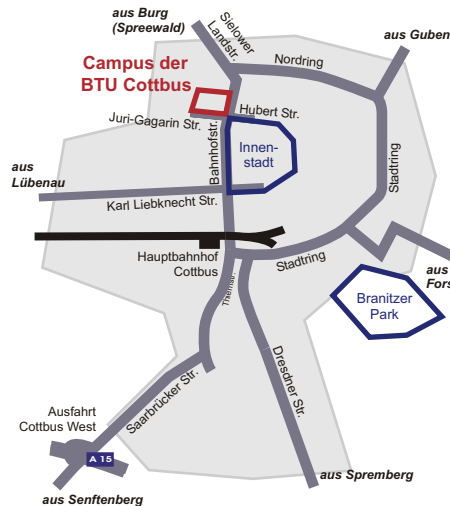 aus Burg
(Spreewald)
Sielower
Landstr.
Nordring
aus Guben
Campus der
BTU Cottbus
Juri-Gagarin Str.
Hubert Str.
Bahnhofstr.
Innen-
stadt
Stadtring
aus
Lübenau
Karl Liebknecht Str.
Hauptbahnhof
Cottbus
Stadtring
aus
Fors
Thiemstr.
Branitzer
Park
Saarbrücker Str.
Dresdner Str.
Ausfahrt
Cottbus West
A 15
aus Spremberg
aus Senftenberg